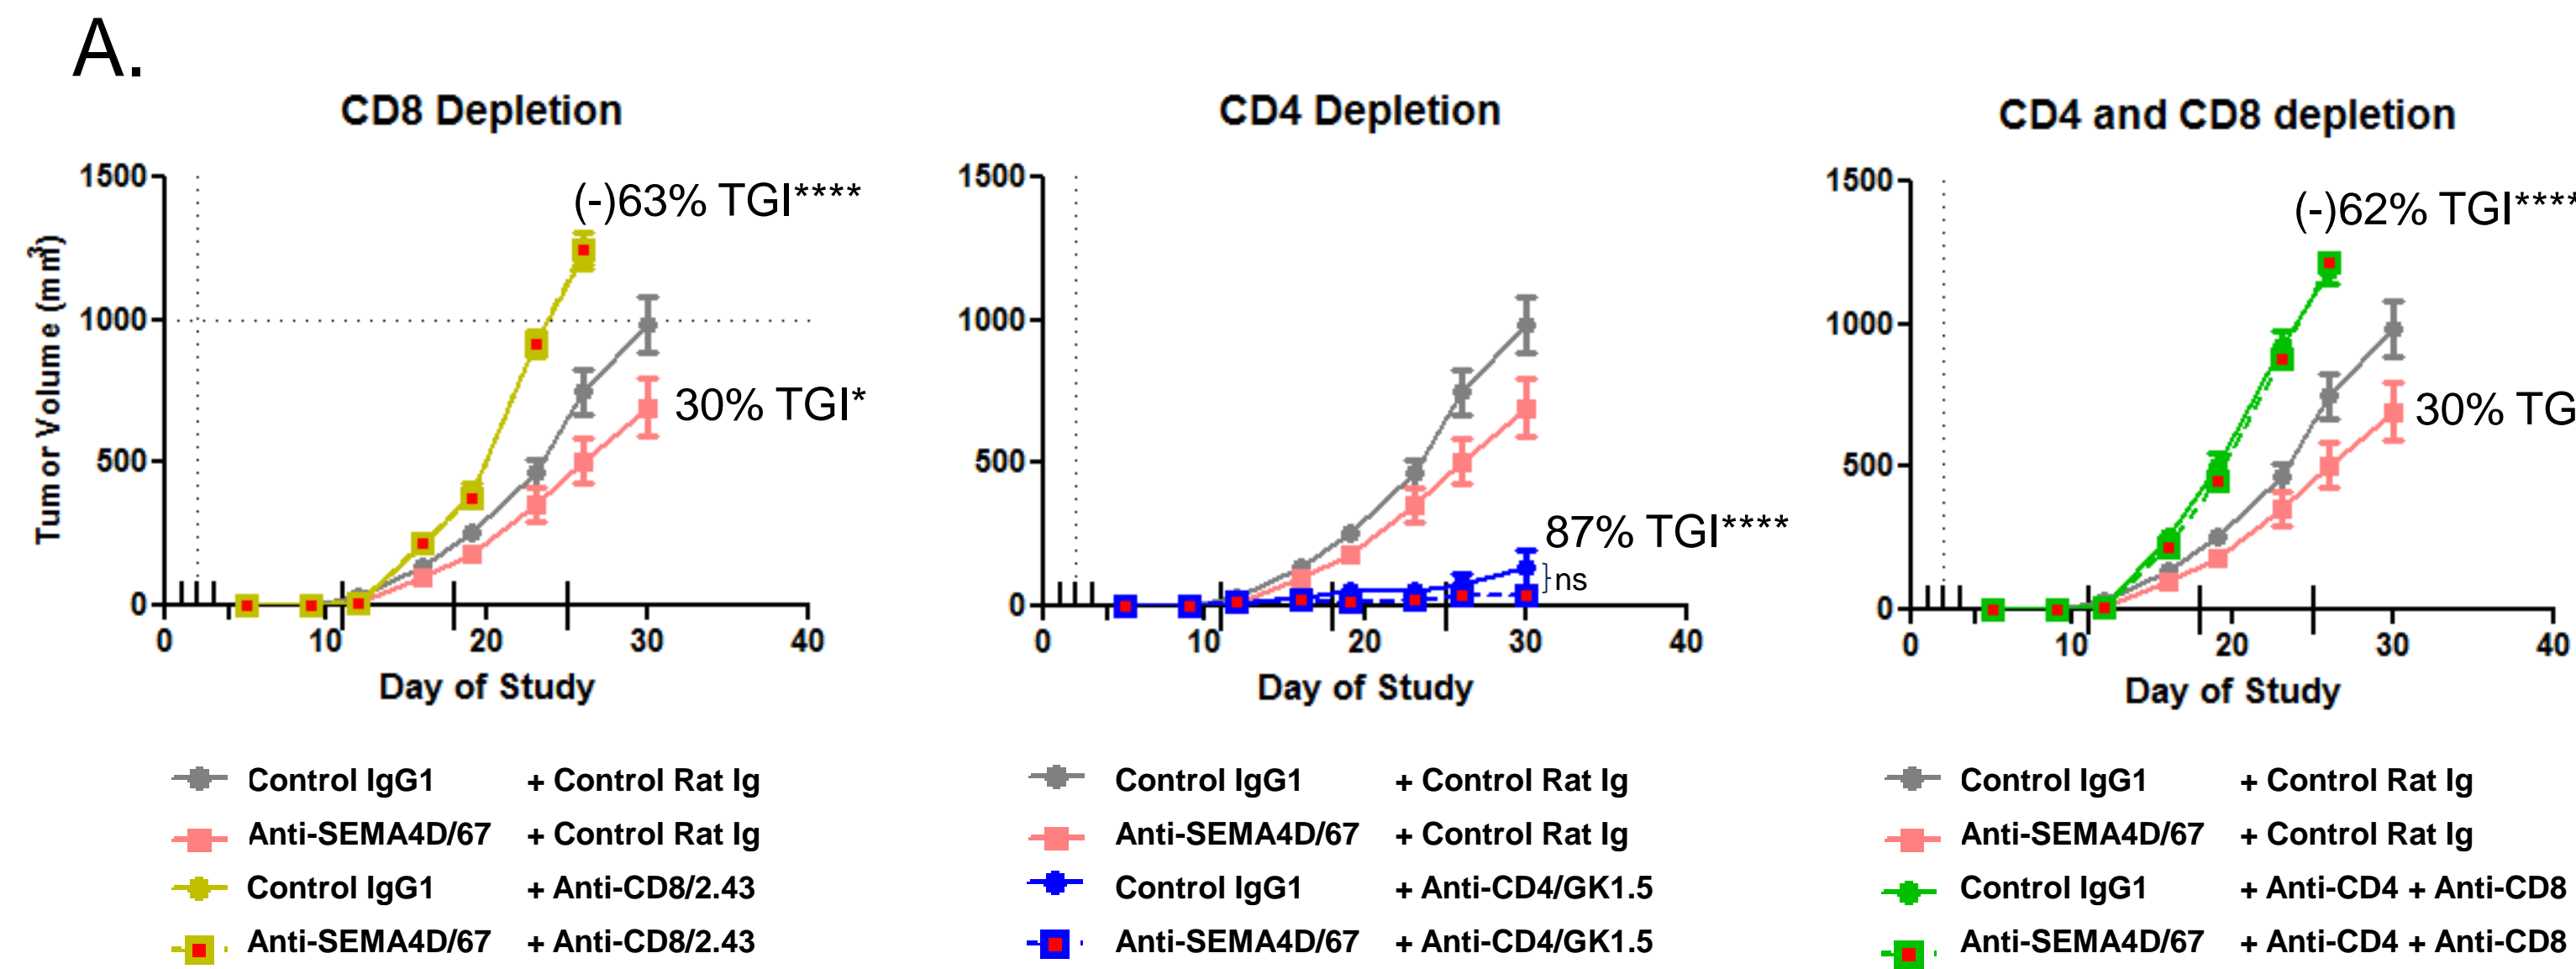 A.
CD8 Depletion
CD4 Depletion
CD4 and CD8 depletion
Tumor Volume (mm3)
1500
1000
500
0
0 10 20 30 40
Day of Study
(-)63% TGI****
30% TGI*
1500
1000
500
0
0 10 20 30 40
Day of Study
87% TGI****
ns
1500
1000
500
0
0 10 20 30 40
Day of Study
(-)62% TGI****
30% TG
Control IgG1 + Control Rat Ig
Anti-SEMA4D/67 + Control Rat Ig
Control IgG1 + Anti-CD8/2.43
Anti-SEMA4D/67 + Anti-CD8/2.43
Control IgG1 + Control Rat Ig
Anti-SEMA4D/67 + Control Rat Ig
Control IgG1 + Anti-CD4/GK1.5
Anti-SEMA4D/67 + Anti-CD4/GK1.5
Control IgG1 + Control Rat Ig
Anti-SEMA4D/67 + Control Rat Ig
Control IgG1 + Anti-CD4 + Anti-CD8
Anti-SEMA4D/67 + Anti-CD4 + Anti-CD8